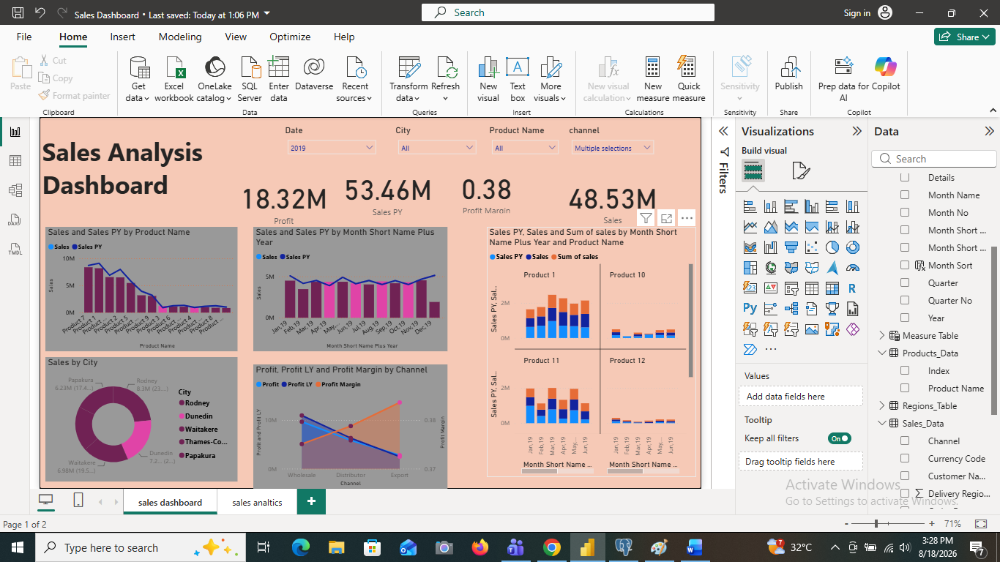 Sales Dashboard • Last saved: Today at 1:06 PM
Search
Sign in
File
Home
Insert
Modeling
View
Optimize
Help
Share
Paste
Cut
Copy
Format painter
Clipboard
Get data
Excel workbook
OneLake catalog
SQL Server
Enter data
Dataverse
Recent sources
Data
Transform data
Refresh
Queries
New visual
Text box
More visuals
Insert
New visual calculation
New measure
Quick measure
Calculations
Sensitivity
Sensitivity
Publish
Share
Prep data for AI
Copilot
Copilot
Sales Analysis
Dashboard
Date
2019
City
All
Product Name
All
channel
Multiple selections
18.32M
Profit
53.46M
Sales PY
0.38
Profit Margin
48.53M
Sales
Sales and Sales PY by Product Name
Sales Sales PY
10M
5M
0M
Sales
Product 7
Product 1
Product ...
Product 2
Product 5
Product ...
Product 9
Product 3
Product 6
Product ...
Product 4
Product ...
Product 8
Product ...
Product Name
Sales and Sales PY by Month Short Name Plus
Year
Sales Sales PY
5M
0M
Sales
Jan,19
Feb,19
Mar,19
Apr,19
May,...
Jun,19
Jul,19
Aug,19
Sep,19
Oct,19
Nov,19
Dec,19
Month Short Name Plus Year
Sales PY, Sales and Sum of sales by Month Short
Name Plus Year and Product Name
Sales PY Sales Sum of sales
Product 1
Product 10
Sales PY, Sal...
2M
0M
Product 11
Product 12
Sales PY, Sal...
2M
0M
Jan,19
Feb,19
Mar,19
Apr,19
May,...
Jun,19
Jan,19
Feb,19
Mar,19
Apr,19
May,...
Jun,19
Month Short Name ...
Month Short Name ...
Sales by City
Papakura
6.23M (17.4...)
Rodney
8.3M (23....)
Waitakere
6.98M (19.5...)
Dunedin
7.2... (2...)
City
Rodney
Dunedin
Waitakere
Thames-Co...
Papakura
Profit, Profit LY and Profit Margin by Channel
Profit Profit LY Profit Margin
Profit and Profit LY
10M
0M
0.38
0.37
Profit Margin
Wholesale
Distributor
Export
Channel
Filters
Visualizations
Build visual
Values
Add data fields here
Tooltip
Keep all filters
On
Drag tooltip fields here
Data
Search
Details
Month Name
Month No
Month Short ...
Month Short ...
Month Sort
Quarter
Quarter No
Year
Measure Table
Products_Data
Index
Product Name
Regions_Table
Sales_Data
Channel
Currency Code
Customer Na...
Delivery Regio...
Activate Windows
Go to Settings to activate Windows.
sales dashboard
sales analtics
Page 1 of 2
71%
Type here to search
32°C
3:28 PM
8/18/2026